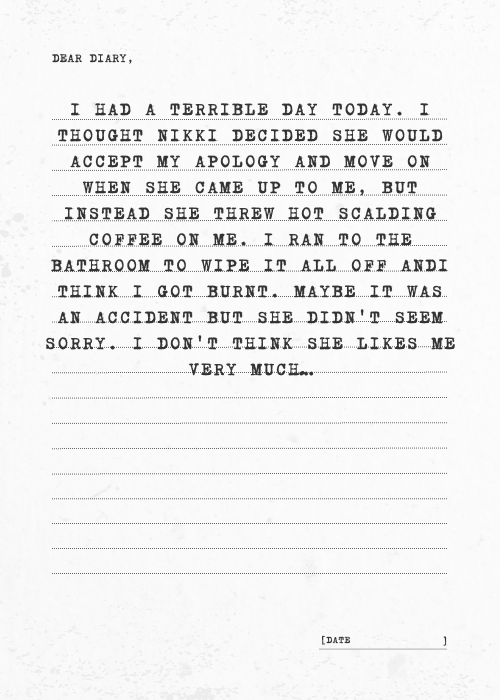 DEAR DIARY,
I HAD A TERRIBLE DAY TODAY. I
THOUGHT NIKKI DECIDED SHE WOULD
ACCEPT MY APOLOGY AND MOVE ON
WHEN SHE CAME UP TO ME, BUT
INSTEAD SHE THREW HOT SCALDING
COFFEE ON ME. I RAN TO THE
BATHROOM TO WIPE IT ALL OFF ANDI
THINK I GOT BURNT. MAYBE IT WAS
AN ACCIDENT BUT SHE DIDN'T SEEM
SORRY. I DON'T THINK SHE LIKES ME
VERY MUCH...
[DATE ]